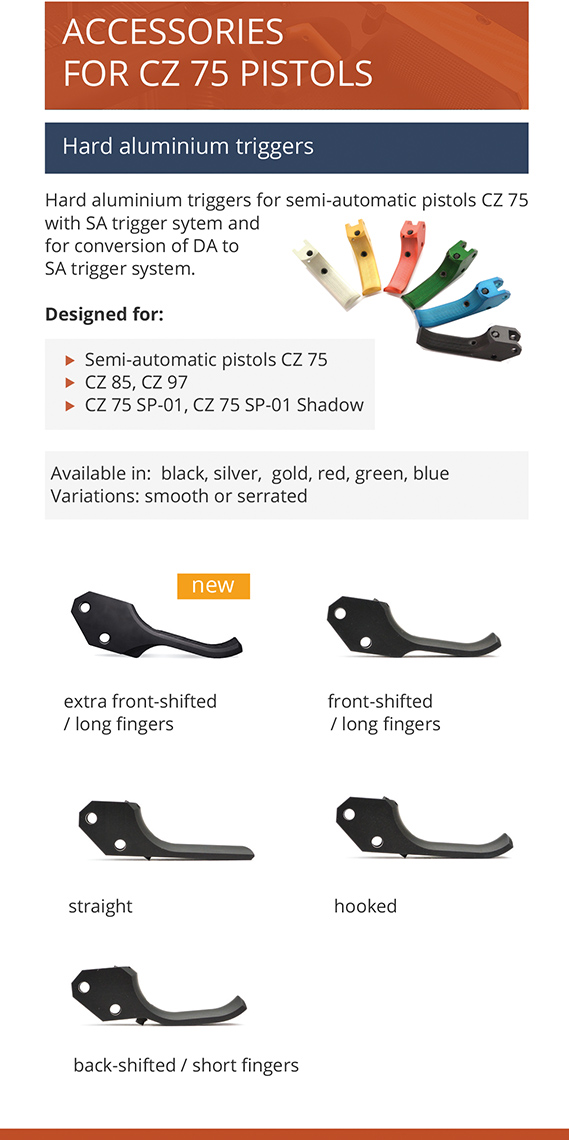 ACCESSORIES
FOR CZ 75 PISTOLS
Hard aluminium triggers
Hard aluminium triggers for semi-automatic pistols CZ 75
with SA trigger sytem and
for conversion of DA to
SA trigger system.
Designed for:
Semi-automatic pistols CZ 75
CZ 85, CZ 97
CZ 75 SP-01, CZ 75 SP-01 Shadow
Available in:  black, silver,  gold, red, green, blue
Variations: smooth or serrated
new
extra front-shifted
/ long fingers
front-shifted
/ long fingers
straight
hooked
back-shifted / short fingers